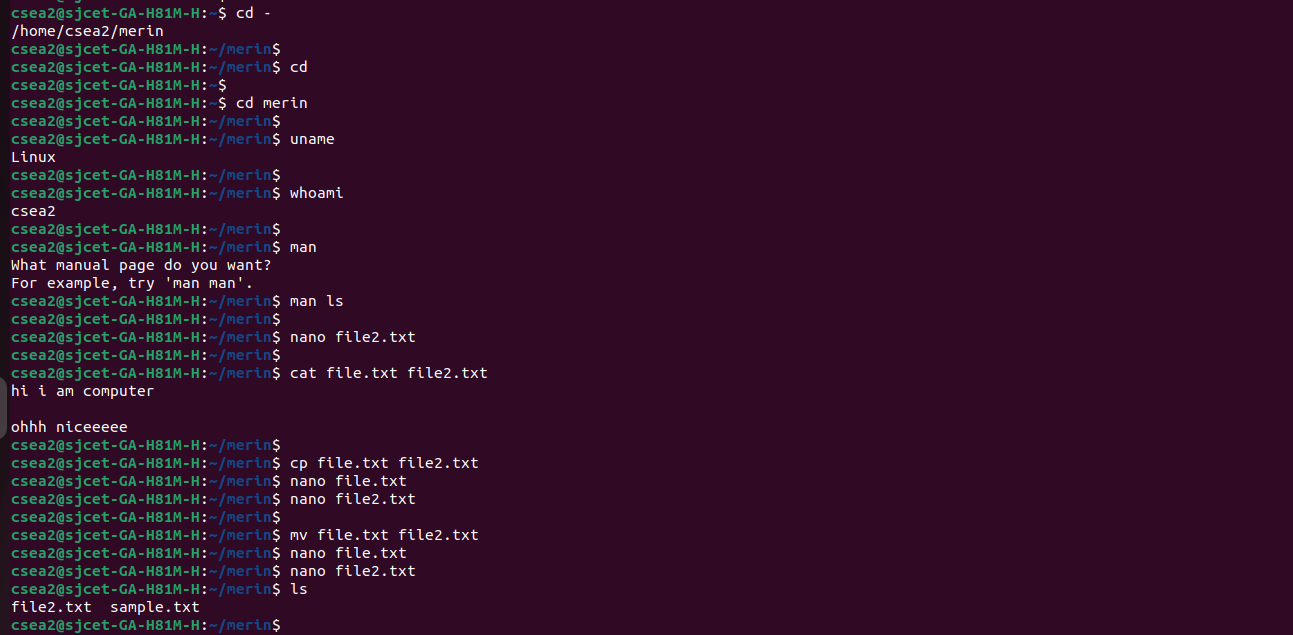 csea2@sjcet-GA-H81M-H:~$ cd -
/home/csea2/merin
csea2@sjcet-GA-H81M-H:~/merin$
csea2@sjcet-GA-H81M-H:~/merin$ cd
csea2@sjcet-GA-H81M-H:~$
csea2@sjcet-GA-H81M-H:~$ cd merin
csea2@sjcet-GA-H81M-H:~/merin$
csea2@sjcet-GA-H81M-H:~/merin$ uname
Linux
csea2@sjcet-GA-H81M-H:~/merin$
csea2@sjcet-GA-H81M-H:~/merin$ whoami
csea2
csea2@sjcet-GA-H81M-H:~/merin$
csea2@sjcet-GA-H81M-H:~/merin$ man
What manual page do you want?
For example, try 'man man'.
csea2@sjcet-GA-H81M-H:~/merin$ man ls
csea2@sjcet-GA-H81M-H:~/merin$
csea2@sjcet-GA-H81M-H:~/merin$ nano file2.txt
csea2@sjcet-GA-H81M-H:~/merin$
csea2@sjcet-GA-H81M-H:~/merin$ cat file.txt file2.txt
hi i am computer

ohhh niceeeee
csea2@sjcet-GA-H81M-H:~/merin$
csea2@sjcet-GA-H81M-H:~/merin$ cp file.txt file2.txt
csea2@sjcet-GA-H81M-H:~/merin$ nano file.txt
csea2@sjcet-GA-H81M-H:~/merin$ nano file2.txt
csea2@sjcet-GA-H81M-H:~/merin$
csea2@sjcet-GA-H81M-H:~/merin$ mv file.txt file2.txt
csea2@sjcet-GA-H81M-H:~/merin$ nano file.txt
csea2@sjcet-GA-H81M-H:~/merin$ nano file2.txt
csea2@sjcet-GA-H81M-H:~/merin$ ls
file2.txt  sample.txt
csea2@sjcet-GA-H81M-H:~/merin$